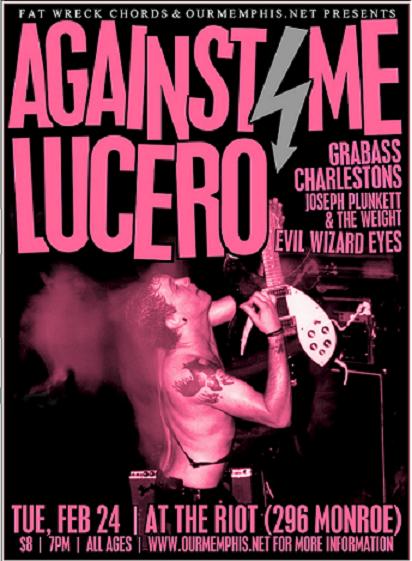 FAT WRECK CHORDS & OURMEMPHIS.NET PRESENTS
AGAINST ME
LUCERO
GRABASS
CHARLESTONS
JOSEPH PLUNKETT
& THE WEIGHT
EVIL WIZARD EYES
TUE, FEB 24 | AT THE RIOT (296 MONROE)
$8 | 7PM | ALL AGES | WWW.OURMEMPHIS.NET FOR MORE INFORMATION